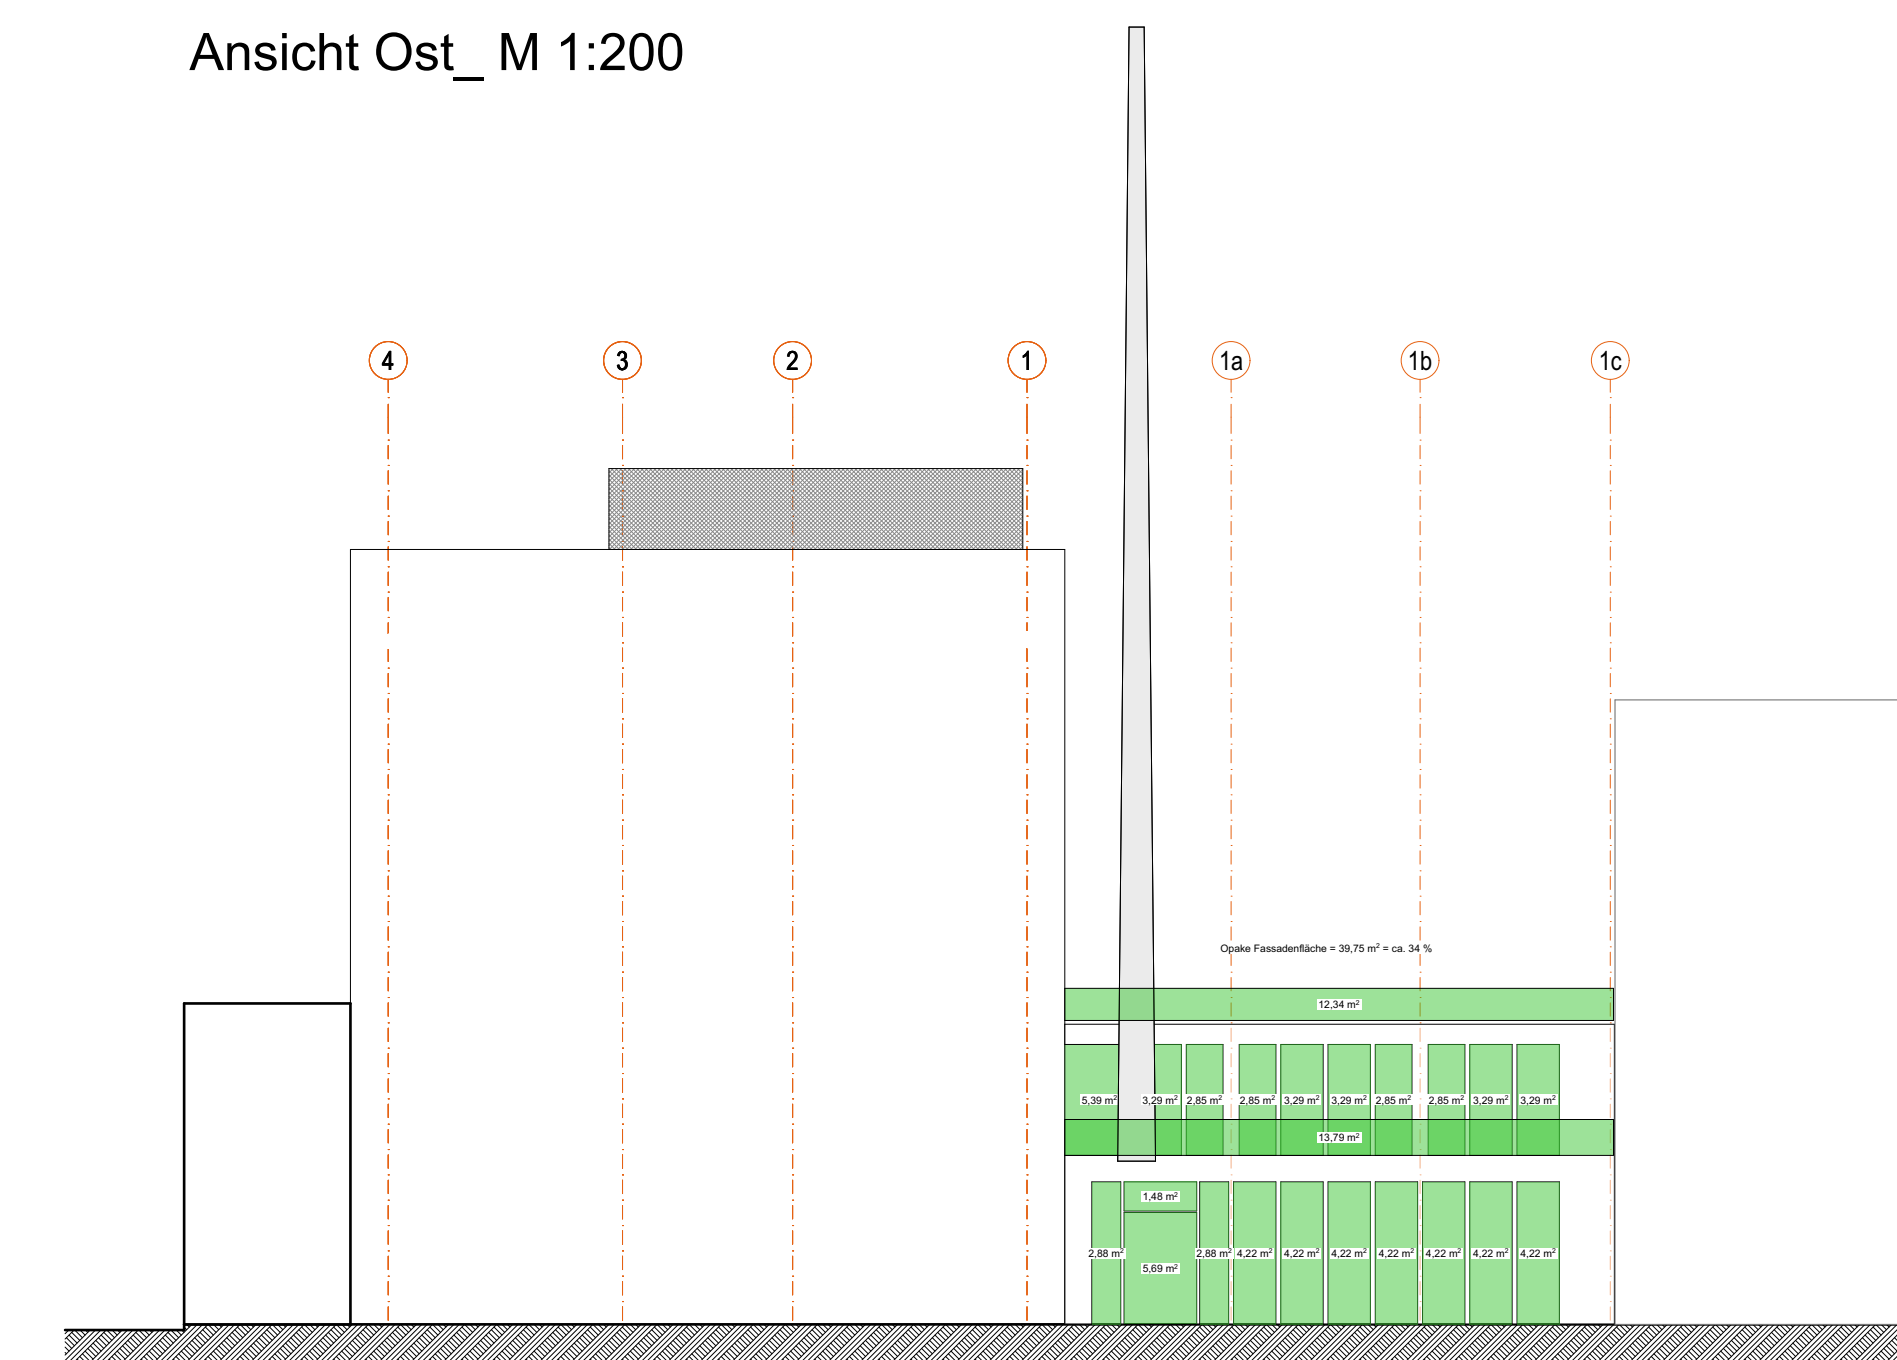 Ansicht Ost_ M 1:200
4 3 2 1 1a 1b 1c
Opake Fassadenfläche = 39,75 m² = ca. 34 %
12,34 m²
5,39 m² 3,29 m² 2,85 m² 2,85 m² 3,29 m² 3,29 m² 2,85 m² 2,85 m² 3,29 m² 3,29 m²
13,79 m²
1,48 m²
2,88 m² 2,88 m² 4,22 m² 4,22 m² 4,22 m² 4,22 m² 4,22 m² 4,22 m² 4,22 m²
5,69 m²